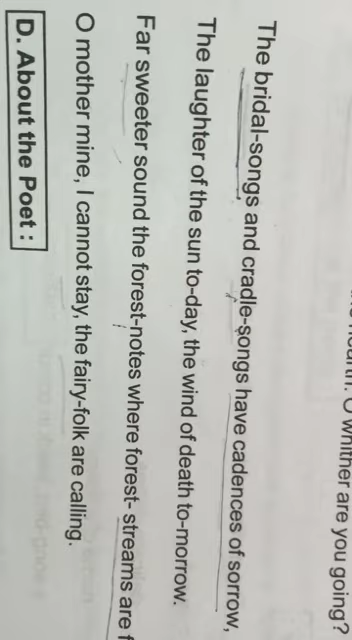 whither are you going?
The bridal-songs and cradle-songs have cadences of sorrow,
The laughter of the sun to-day, the wind of death to-morrow.
Far sweeter sound the forest-notes where forest- streams are
O mother mine, I cannot stay, the fairy-folk are calling.
D. About the Poet :